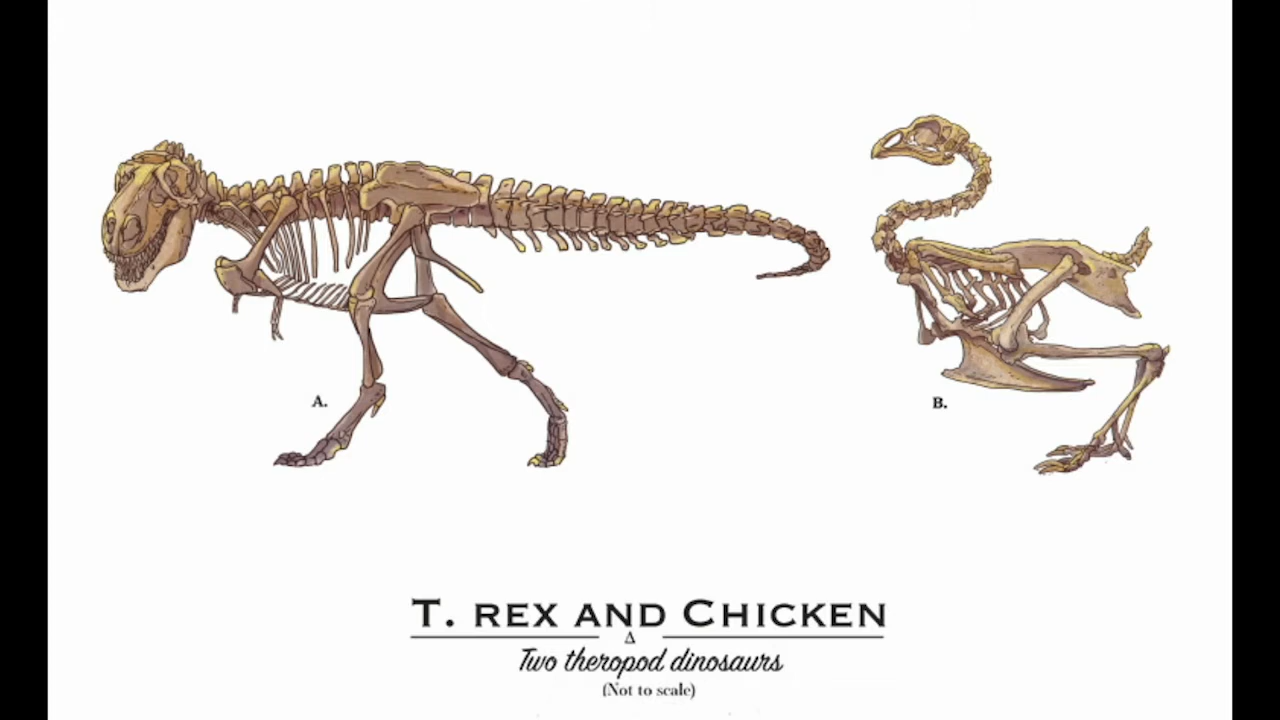 A.
B.
T. REX AND CHICKEN
Δ
Two theropod dinosaurs
(Not to scale)